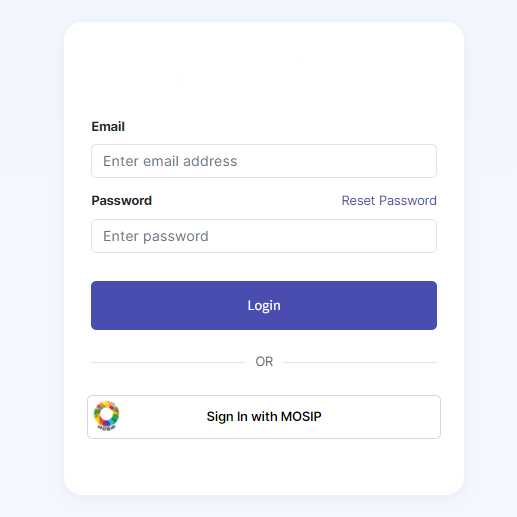 Email
Enter email address
Password Reset Password
Enter password
Login
OR
MOSIP
Sign In with MOSIP